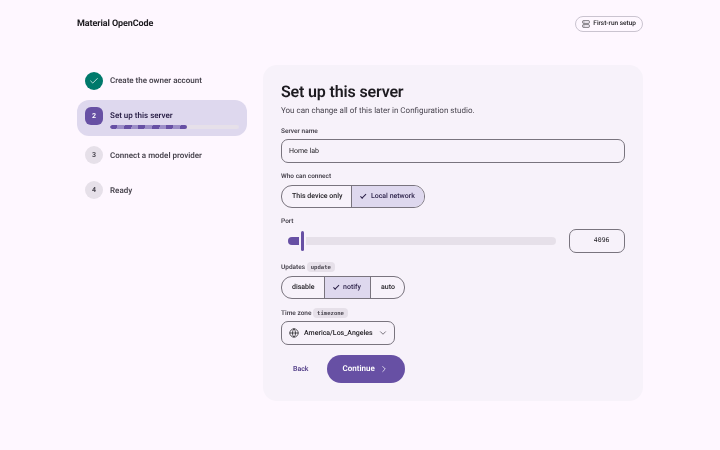 Material OpenCode
First-run setup
Create the owner account
2 Set up this server
3 Connect a model provider
4 Ready
Set up this server
You can change all of this later in Configuration studio.
Server name
Home lab
Who can connect
This device only Local network
Port
4096
Updates update
disable notify auto
Time zone timezone
America/Los_Angeles
Back Continue